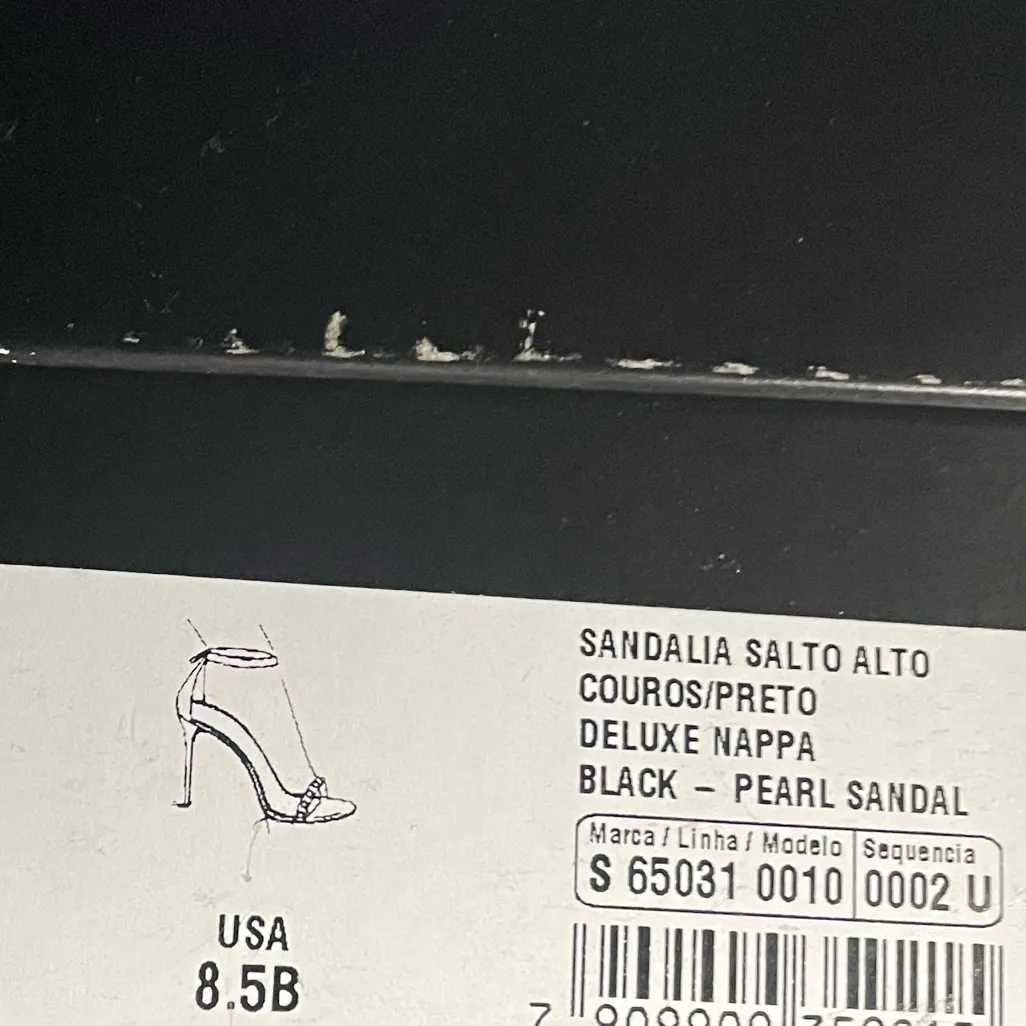 SANDALIA SALTO ALTO
COUROS/PRETO
DELUXE NAPPA
BLACK – PEARL SANDAL
Marca / Linha / Modelo Sequencia
S 65031 0010 0002 U
USA
8.5B